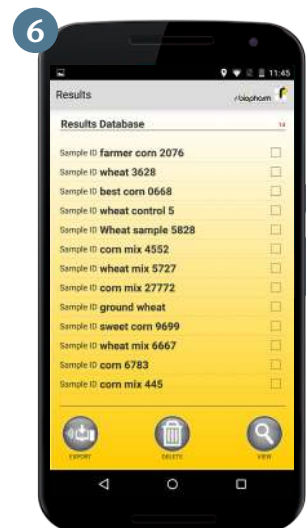 6
11:45
Results
r-biopharm
Results Database
14
Sample ID farmer corn 2076
Sample ID wheat 3628
Sample ID best corn 0668
Sample ID wheat control 5
Sample ID Wheat sample 5828
Sample ID corn mix 4552
Sample ID wheat mix 5727
Sample ID corn mix 27772
Sample ID ground wheat
Sample ID sweet corn 9699
Sample ID wheat mix 6667
Sample ID corn 6783
Sample ID corn mix 445
EXPORT
DELETE
VIEW